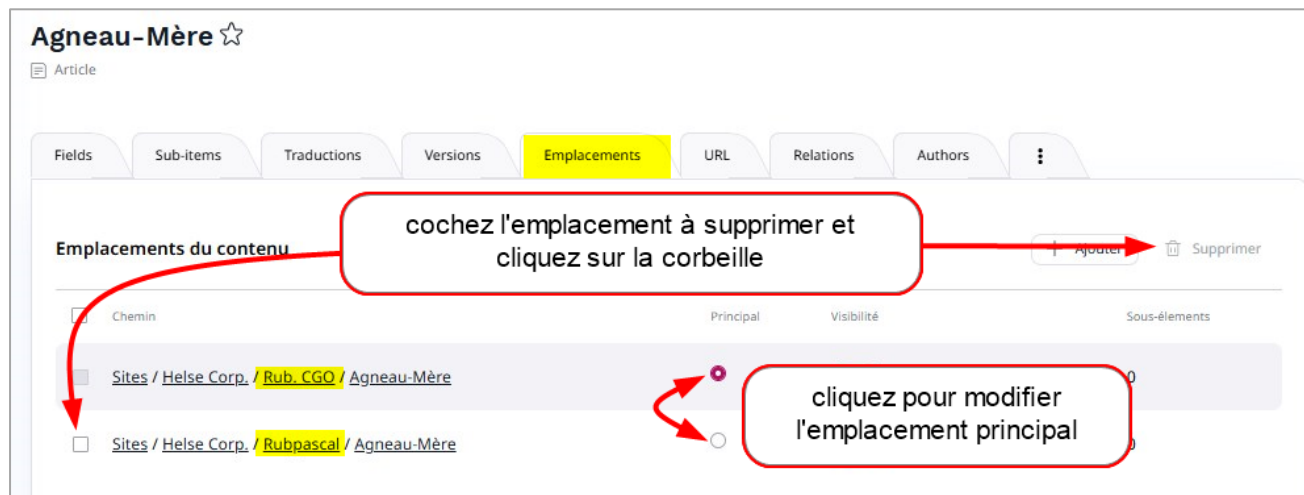 Agneau-Mère
Article
Fields Sub-items Traductions Versions Emplacements URL Relations Authors
cochez l'emplacement à supprimer et
cliquez sur la corbeille
Emplacements du contenu
+ Ajouter Supprimer
Chemin Principal Visibilité Sous-élements
Sites / Helse Corp. / Rub. CGO / Agneau-Mère 0
cliquez pour modifier
l'emplacement principal
Sites / Helse Corp. / Rubpascal / Agneau-Mère 0